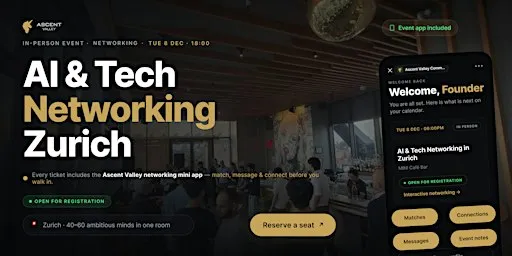 ASCENT
VALLEY
Event app included
IN-PERSON EVENT · NETWORKING · TUE 8 DEC · 18:00
AI & Tech
Networking
Zurich
Every ticket includes the Ascent Valley networking mini app — match, message & connect before you
walk in.
OPEN FOR REGISTRATION
Zurich · 40–60 ambitious minds in one room
Reserve a seat ↗
Ascent Valley Comm...
WELCOME BACK
Welcome, Founder
You are all set. Here is what is next on
your calendar.
TUE 8 DEC · 06:00PM
IN PERSON
AI & Tech Networking in
Zurich
OPEN FOR REGISTRATION
Interactive networking →
Matches
Connections
Messages
Event notes